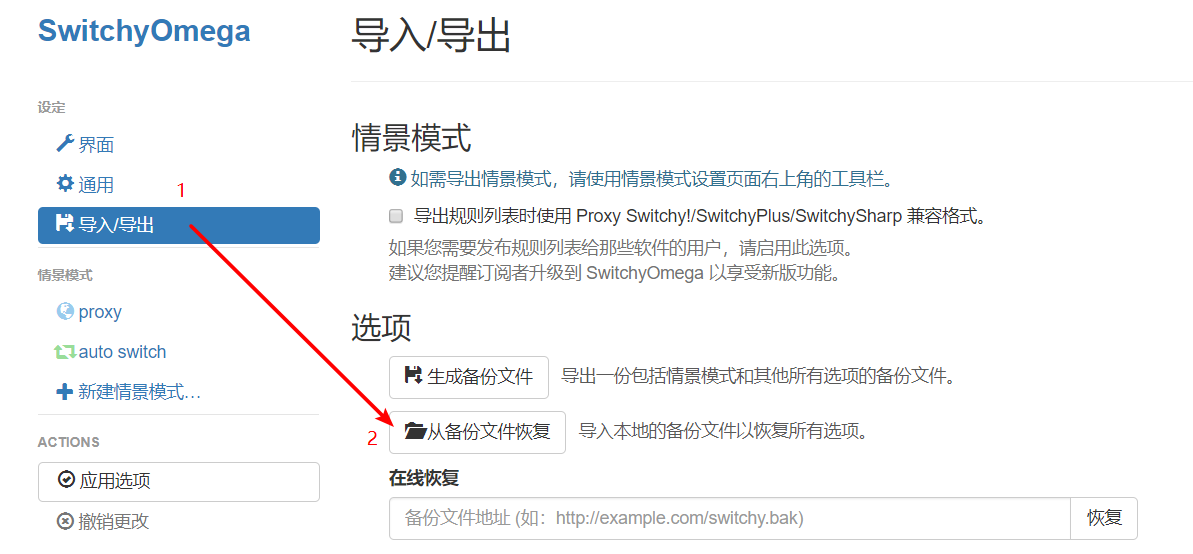 SwitchyOmega
导入/导出
设定
界面
通用
1
导入/导出
情景模式
proxy
auto switch
新建情景模式…
ACTIONS
应用选项
撤销更改
情景模式
如需导出情景模式，请使用情景模式设置页面右上角的工具栏。
导出规则列表时使用 Proxy Switchy!/SwitchyPlus/SwitchySharp 兼容格式。
如果您需要发布规则列表给那些软件的用户，请启用此选项。
建议您提醒订阅者升级到 SwitchyOmega 以享受新版功能。
选项
生成备份文件 导出一份包括情景模式和其他所有选项的备份文件。
2 从备份文件恢复 导入本地的备份文件以恢复所有选项。
在线恢复
备份文件地址 (如：http://example.com/switchy.bak) 恢复